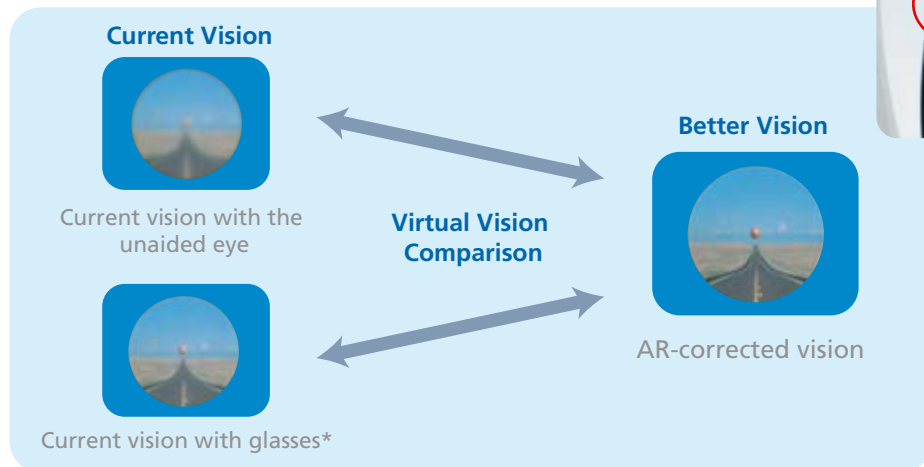 Current Vision
Current vision with the
unaided eye
Current vision with glasses*
Virtual Vision
Comparison
Better Vision
AR-corrected vision